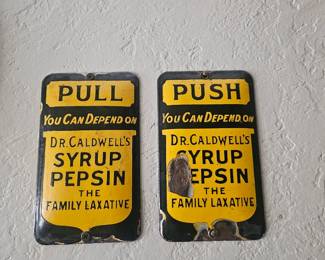 PULL
YOU CAN DEPEND ON
DR. CALDWELL'S
SYRUP
PEPSIN
THE
FAMILY LAXATIVE
PUSH
YOU CAN DEPEND ON
DR. CALDWELL'S
SYRUP
PEPSIN
THE
FAMILY LAXATIVE